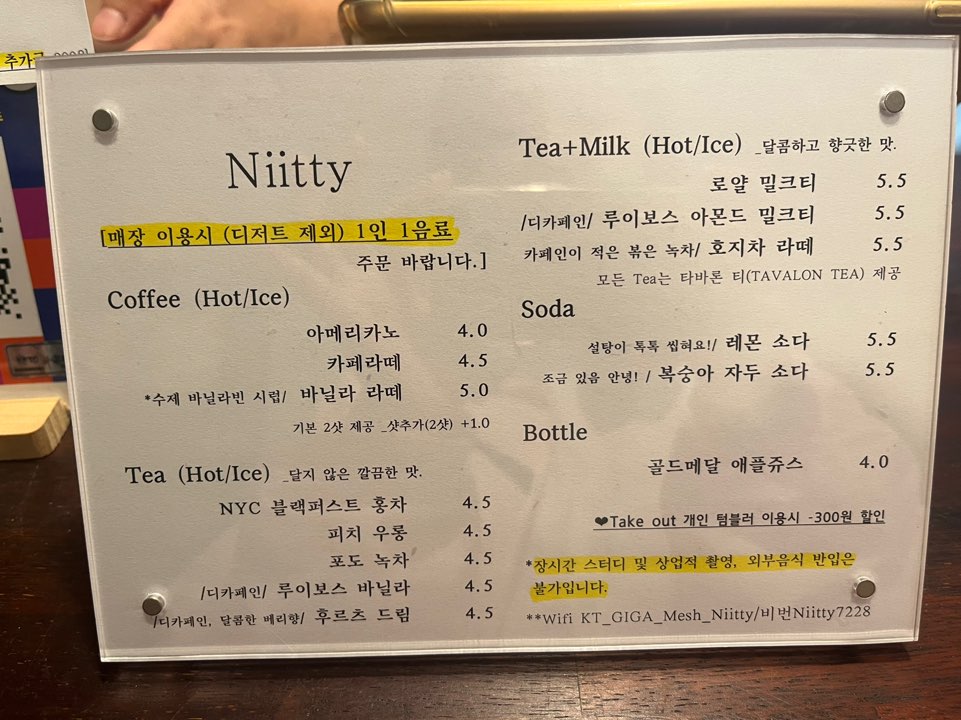 추가
Niitty
[매장 이용시 (디저트 제외) 1인 1음료
주문 바랍니다.]
Coffee (Hot/Ice)
아메리카노 4.0
카페라떼 4.5
*수제 바닐라빈 시럽/ 바닐라 라떼 5.0
기본 2샷 제공 _샷추가(2샷) +1.0
Tea (Hot/Ice) _달지 않은 깔끔한 맛.
NYC 블랙퍼스트 홍차 4.5
피치 우롱 4.5
포도 녹차 4.5
/디카페인/ 루이보스 바닐라 4.5
/디카페인, 달콤한 베리향/ 후르츠 드림 4.5
Tea+Milk (Hot/Ice) _달콤하고 향긋한 맛.
로얄 밀크티 5.5
/디카페인/ 루이보스 아몬드 밀크티 5.5
카페인이 적은 볶은 녹차/ 호지차 라떼 5.5
모든 Tea는 타바론 티(TAVALON TEA) 제공
Soda
설탕이 톡톡 씹혀요!/ 레몬 소다 5.5
조금 있음 안녕! / 복숭아 자두 소다 5.5
Bottle
골드메달 애플쥬스 4.0
❤Take out 개인 텀블러 이용시 -300원 할인
*장시간 스터디 및 상업적 촬영, 외부음식 반입은
불가입니다.
**Wifi KT_GIGA_Mesh_Niitty/비번Niitty7228